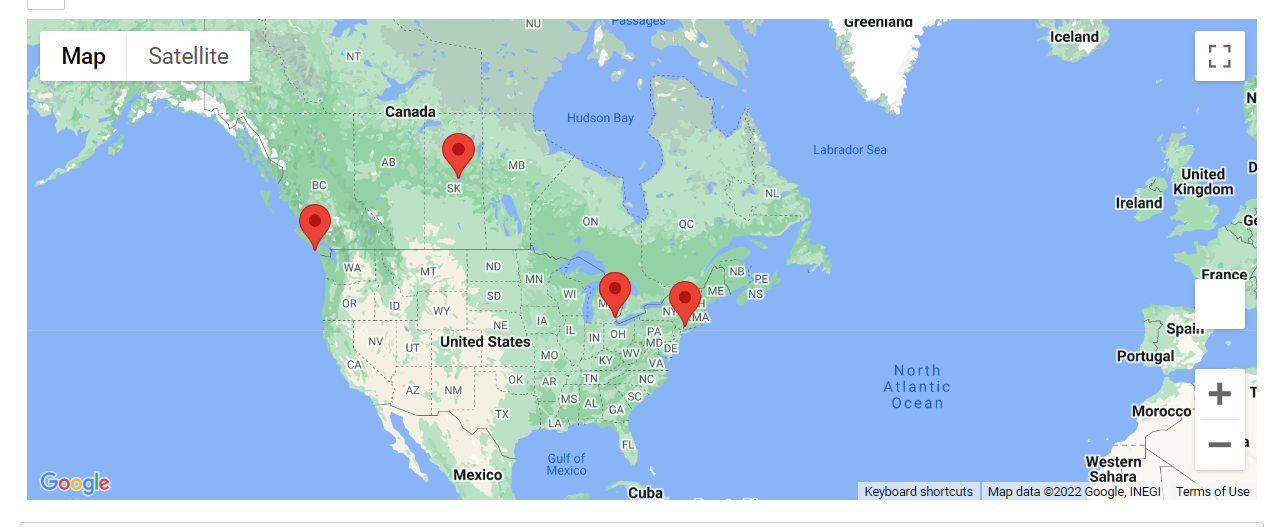 NU
Passages
Greenland
Iceland
Map
Satellite
NT
N
Canada
Hudson Bay
Labrador Sea
AB
MB
D
BC
SK
United
Kingdom
NL
Ireland
ON
QC
Ge
WA
MT
ND
MN
NB
PE
France
WI
ME
NS
OR
ID
WY
SD
M
NY
H
MA
IA
NE
IL
IN
OH
PA
Spain
NV
UT
United States
MD
DE
MO
KY
WV
VA
Portugal
CA
OK
AR
TN
NC
North
Atlantic
Ocean
AZ
NM
MS
AL
SC
GA
TX
LA
Morocco
T
FL
a
Gulf of
Mexico
Western
Sahara
Mexico
Google
Cuba
Keyboard shortcuts
Map data ©2022 Google, INEGI
Terms of Use